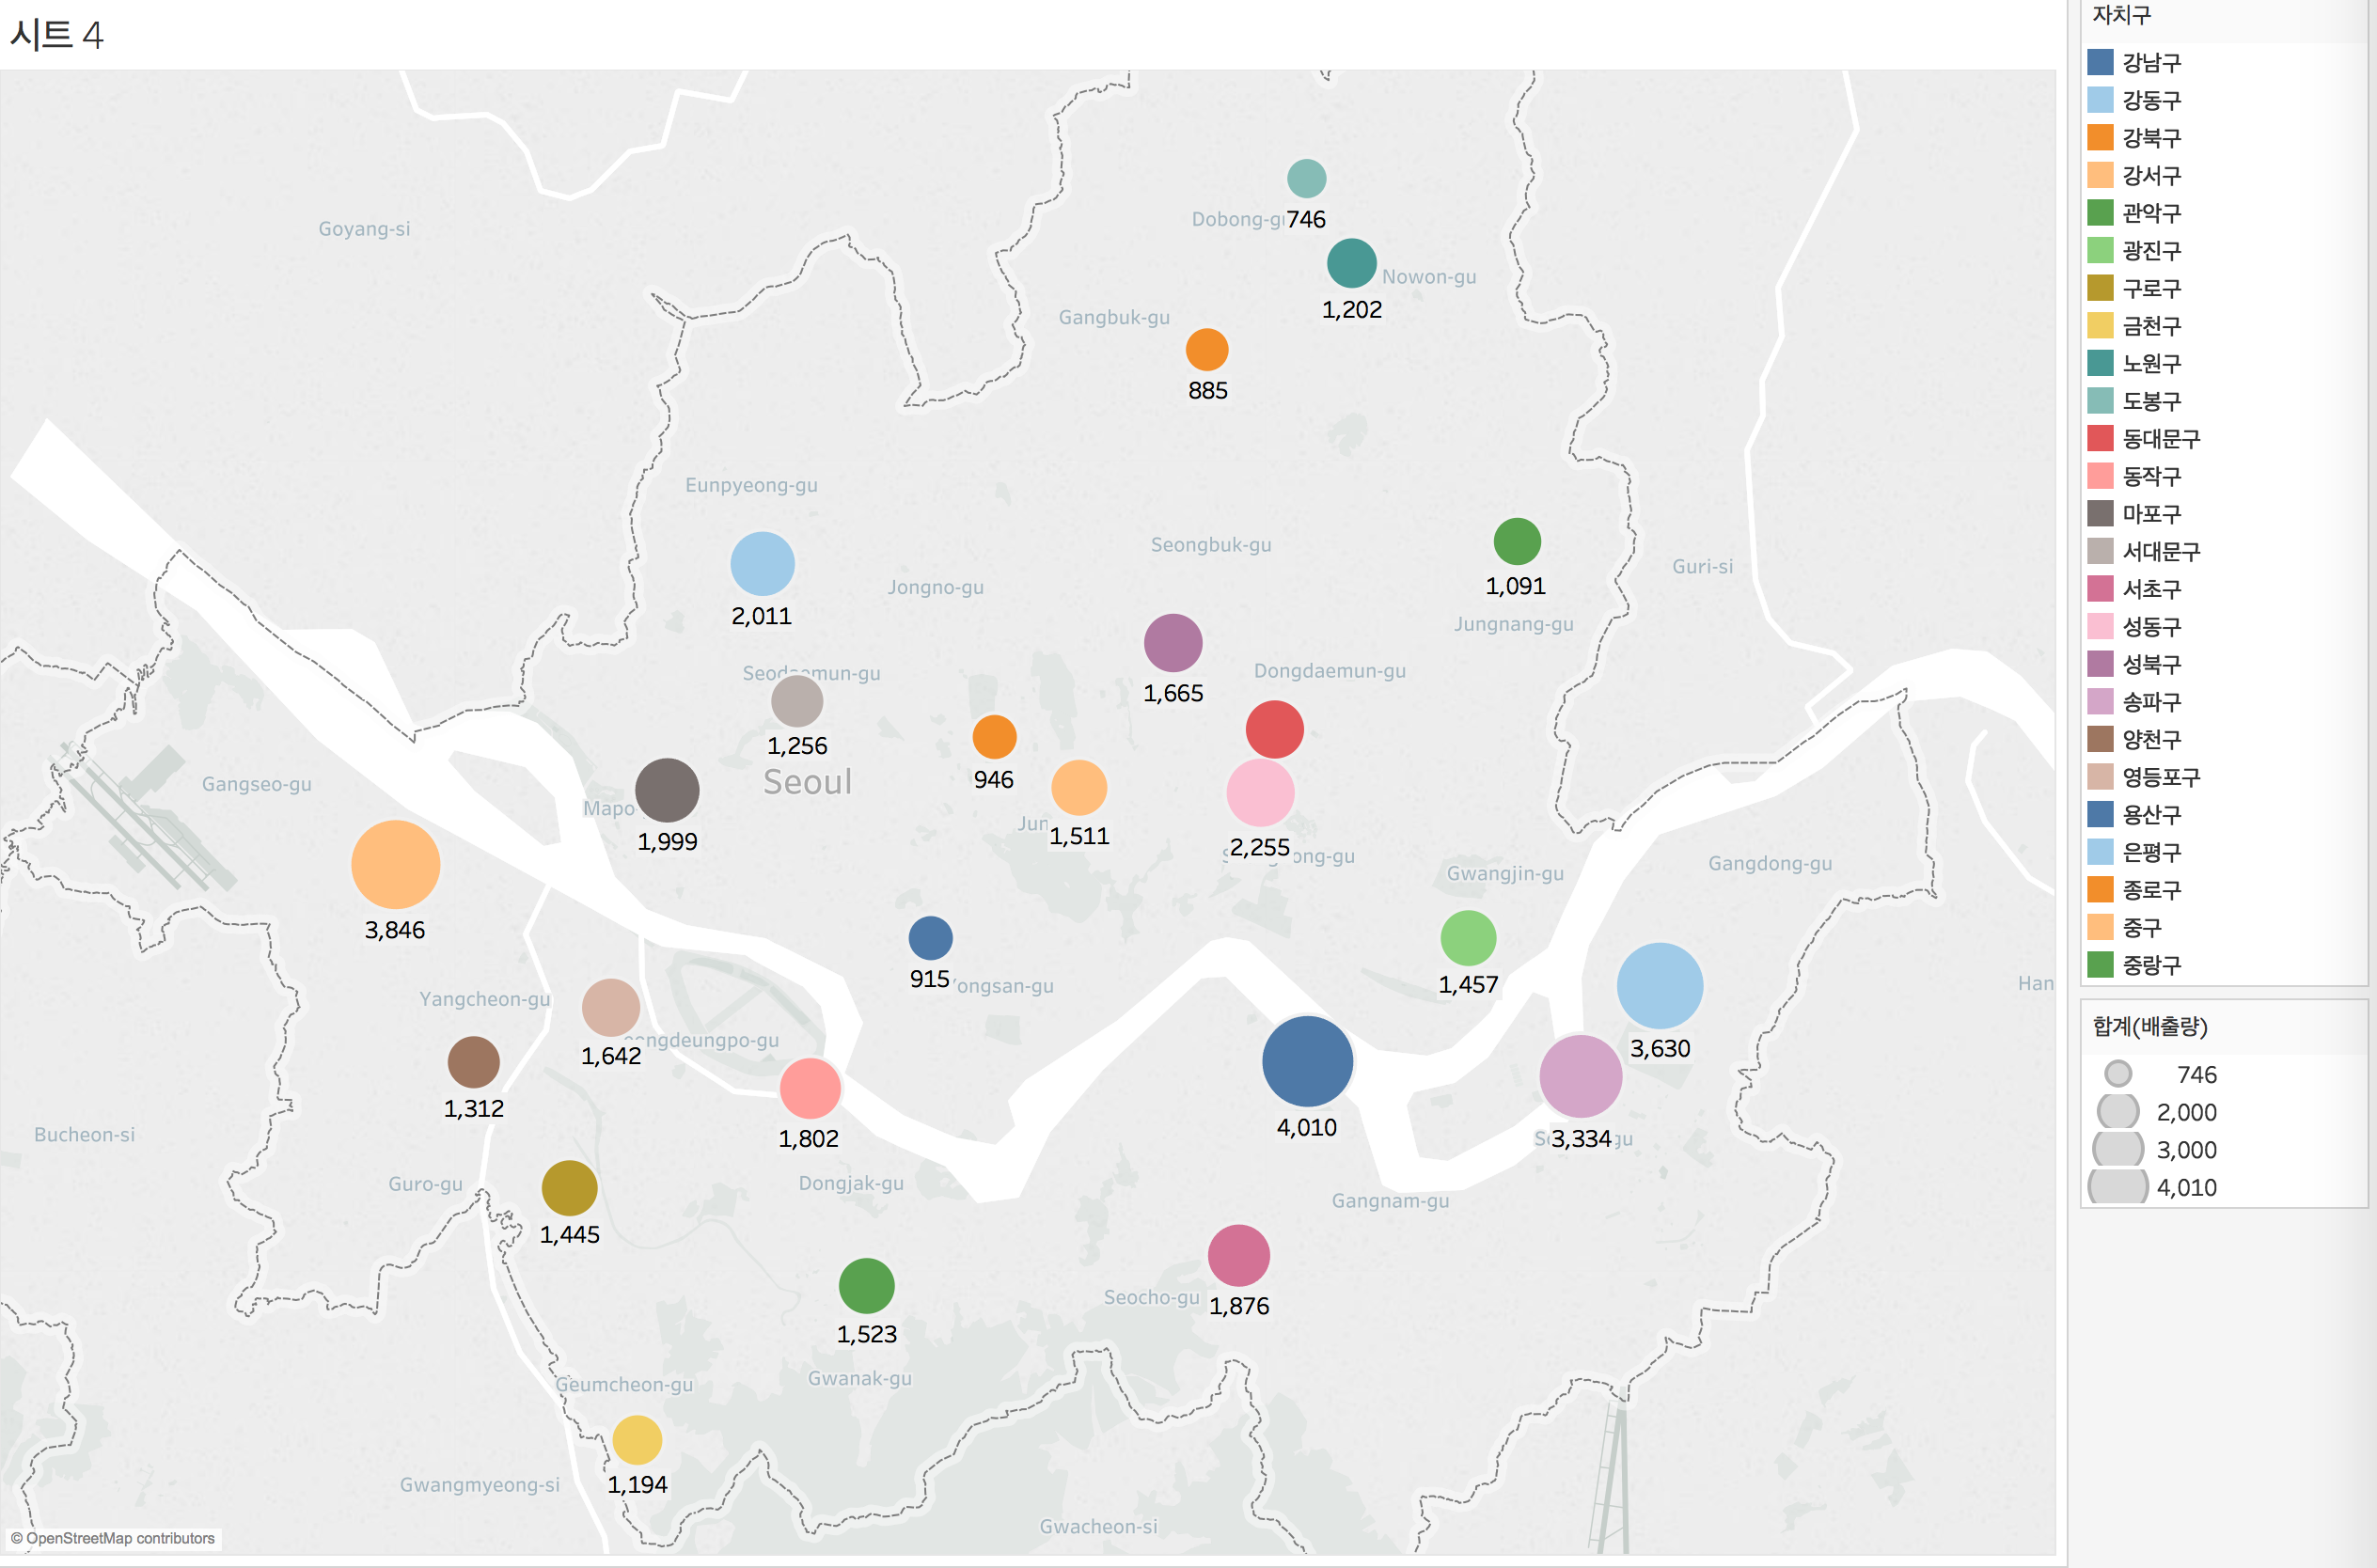 시트 4
Goyang-si
Dobong-gu
746
Nowon-gu
1,202
Gangbuk-gu
885
Eunpyeong-gu
2,011
Jongno-gu
Seongbuk-gu
1,091
Guri-si
Jungnang-gu
1,665
Dongdaemun-gu
Seodaemun-gu
1,256
Seoul
946
Gangseo-gu
Mapo
1,999
Jun
1,511
2,255
Gwangjin-gu
Gangdong-gu
3,846
915
1,457
Yangcheon-gu
1,642
3,630
1,312
4,010
Bucheon-si
1,802
3,334
Guro-gu
Dongjak-gu
Gangnam-gu
1,445
Seocho-gu
1,876
1,523
Geumcheon-gu
Gwanak-gu
Gwangmyeong-si
1,194
Gwacheon-si
Han
© OpenStreetMap contributors
자치구
강남구
강동구
강북구
강서구
관악구
광진구
구로구
금천구
노원구
도봉구
동대문구
동작구
마포구
서대문구
서초구
성동구
성북구
송파구
양천구
영등포구
용산구
은평구
종로구
중구
중랑구
합계(배출량)
746
2,000
3,000
4,010